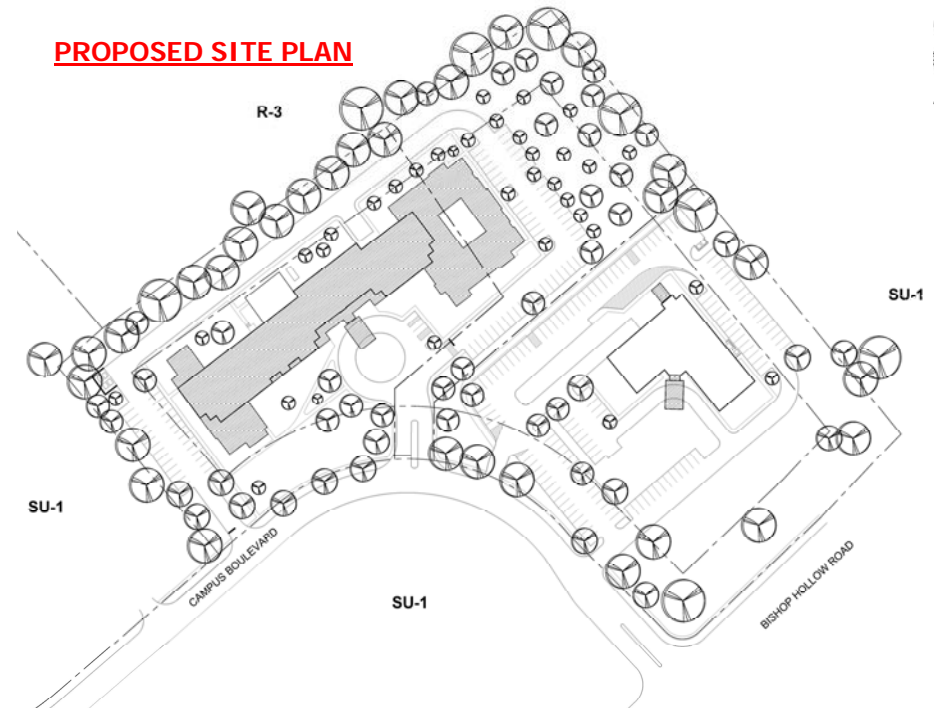 PROPOSED SITE PLAN
R-3
SU-1
SU-1
CAMPUS BOULEVARD
SU-1
BISHOP HOLLOW ROAD